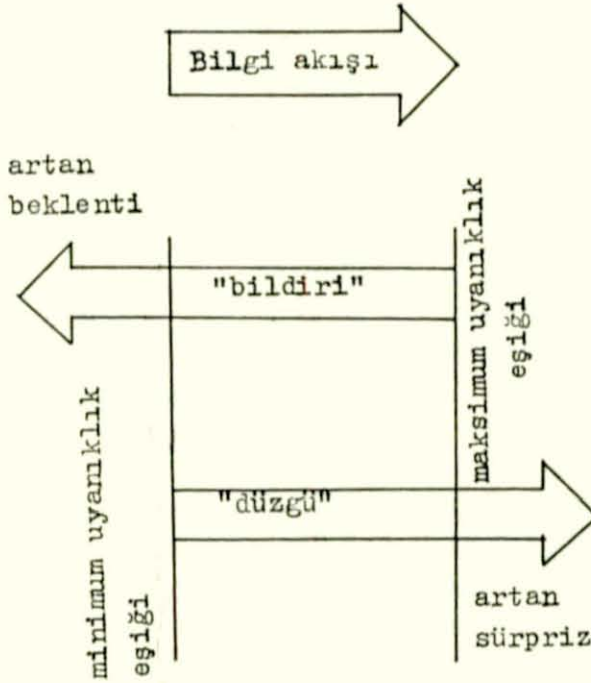 Bilgi akışı
artan
beklenti
"bildiri"
maksimum uyanıklık
eşiği
minimum uyanıklık
eşiği
"düzgü"
artan
sürpriz